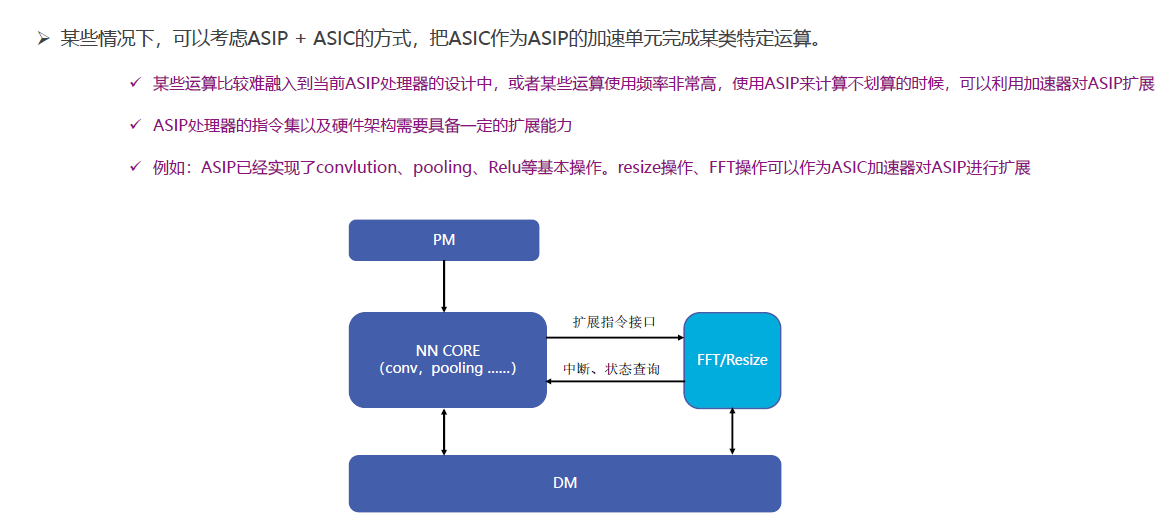 某些情况下，可以考虑ASIP + ASIC的方式，把ASIC作为ASIP的加速单元完成某类特定运算。
某些运算比较难融入到当前ASIP处理器的设计中，或者某些运算使用频率非常高，使用ASIP来计算不划算的时候，可以利用加速器对ASIP扩展
ASIP处理器的指令集以及硬件架构需要具备一定的扩展能力
例如：ASIP已经实现了convlution、pooling、Relu等基本操作。resize操作、FFT操作可以作为ASIC加速器对ASIP进行扩展
PM
扩展指令接口
NN CORE
（conv，pooling ......）
中断、状态查询
FFT/Resize
DM